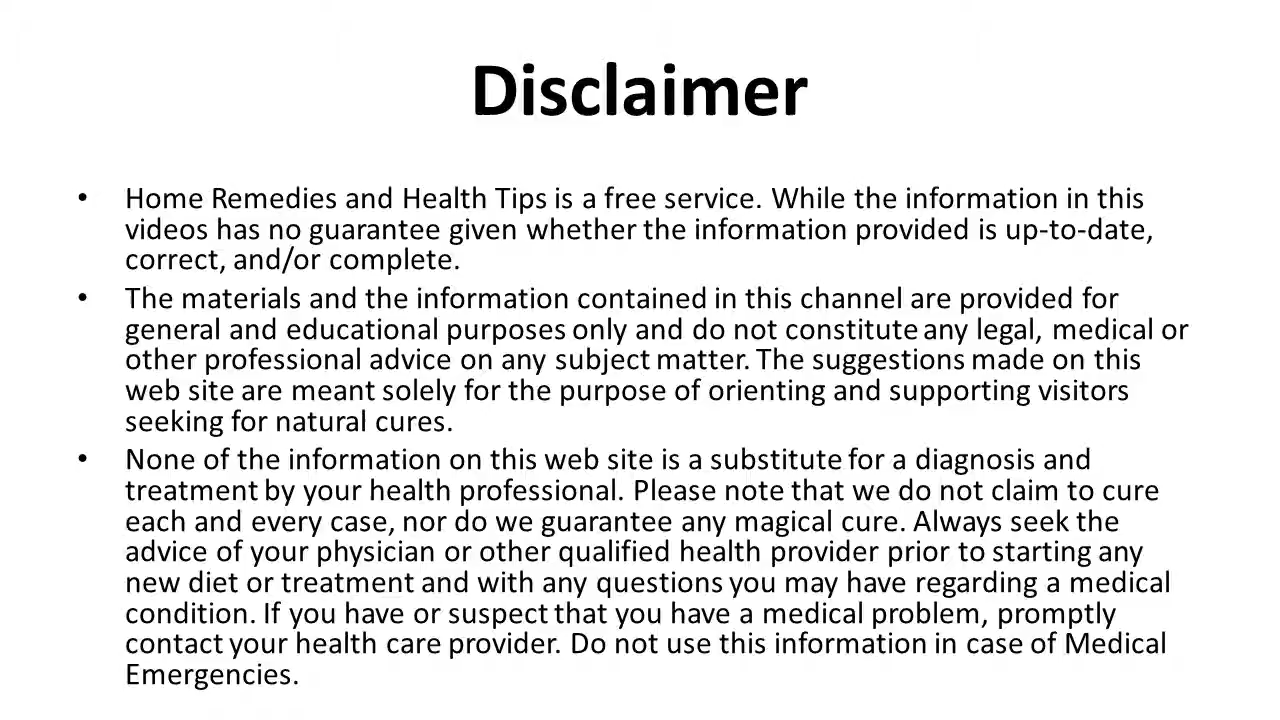 Disclaimer
• Home Remedies and Health Tips is a free service. While the information in this
videos has no guarantee given whether the information provided is up-to-date,
correct, and/or complete.
• The materials and the information contained in this channel are provided for
general and educational purposes only and do not constitute any legal, medical or
other professional advice on any subject matter. The suggestions made on this
web site are meant solely for the purpose of orienting and supporting visitors
seeking for natural cures.
• None of the information on this web site is a substitute for a diagnosis and
treatment by your health professional. Please note that we do not claim to cure
each and every case, nor do we guarantee any magical cure. Always seek the
advice of your physician or other qualified health provider prior to starting any
new diet or treatment and with any questions you may have regarding a medical
condition. If you have or suspect that you have a medical problem, promptly
contact your health care provider. Do not use this information in case of Medical
Emergencies.